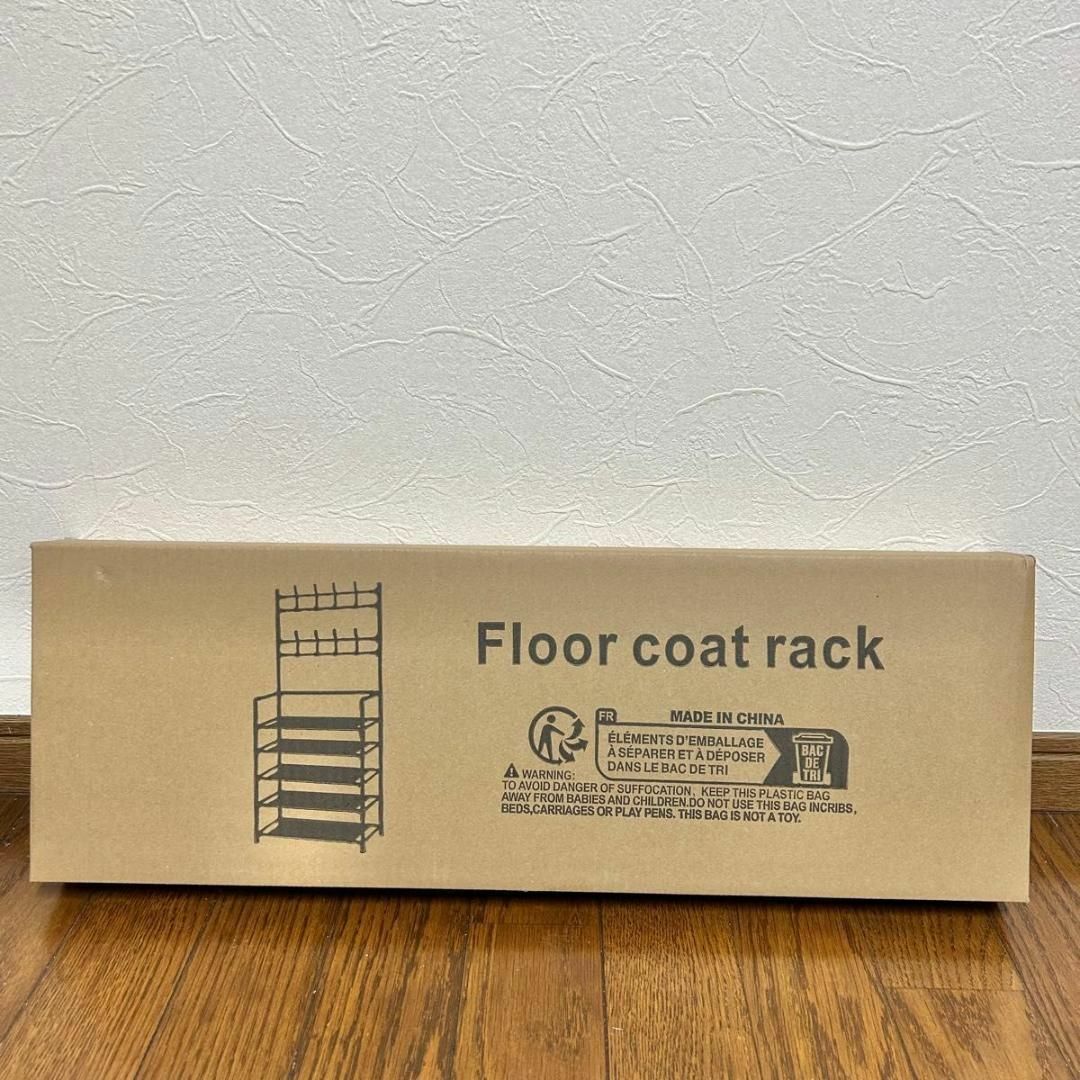 Floor coat rack
FR
MADE IN CHINA
ÉLÉMENTS D'EMBALLAGE
À SÉPARER ET À DÉPOSER
DANS LE BAC DE TRI
BAC
DE
TRI
WARNING:
TO AVOID DANGER OF SUFFOCATION, KEEP THIS PLASTIC BAG
AWAY FROM BABIES AND CHILDREN.DO NOT USE THIS BAG INCRIBS,
BEDS,CARRIAGES OR PLAY PENS. THIS BAG IS NOT A TOY.